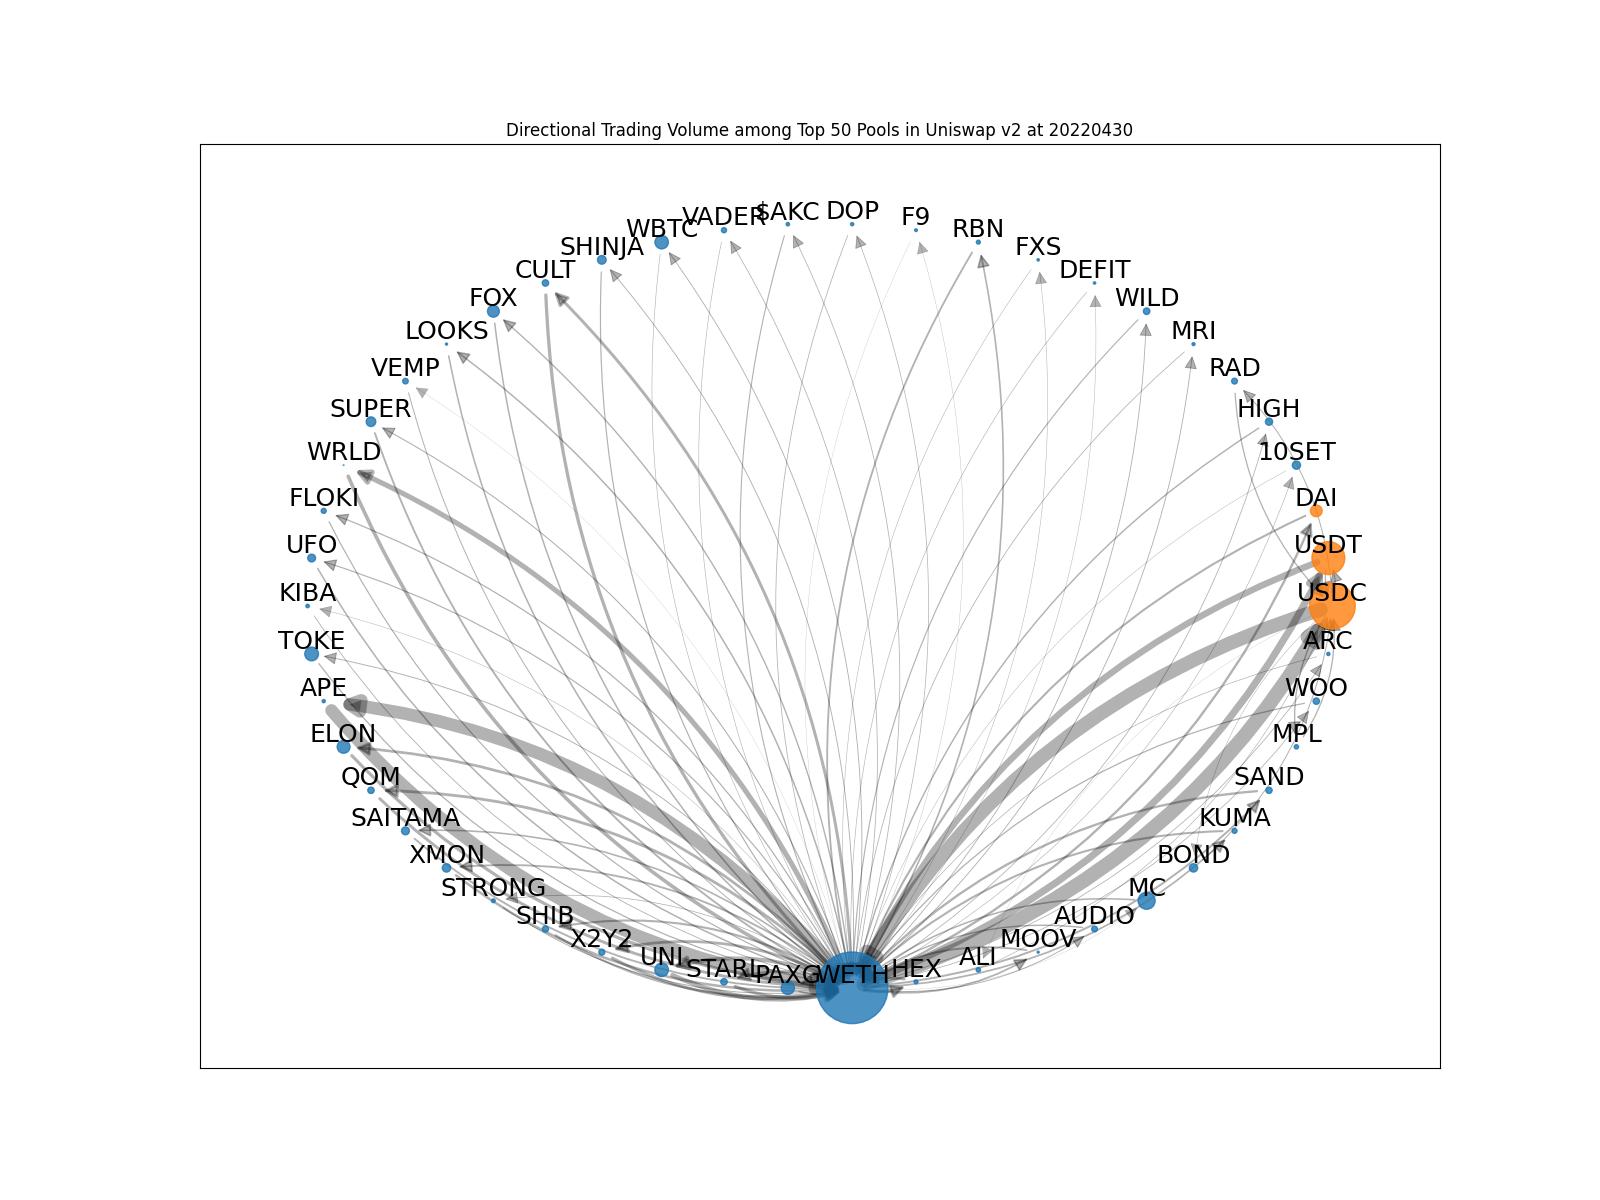 Directional Trading Volume among Top 50 Pools in Uniswap v2 at 20220430
$AKC
DOP
F9
VADER
WBTC
RBN
SHINJA
FXS
CULT
DEFIT
FOX
WILD
LOOKS
MRI
VEMP
RAD
SUPER
HIGH
WRLD
10SET
FLOKI
DAI
UFO
USDT
KIBA
USDC
TOKE
ARC
APE
WOO
ELON
MPL
QOM
SAND
SAITAMA
KUMA
XMON
BOND
STRONG
MC
SHIB
AUDIO
X2Y2
MOOV
UNI
ALI
STARL
HEX
PAXG
WETH